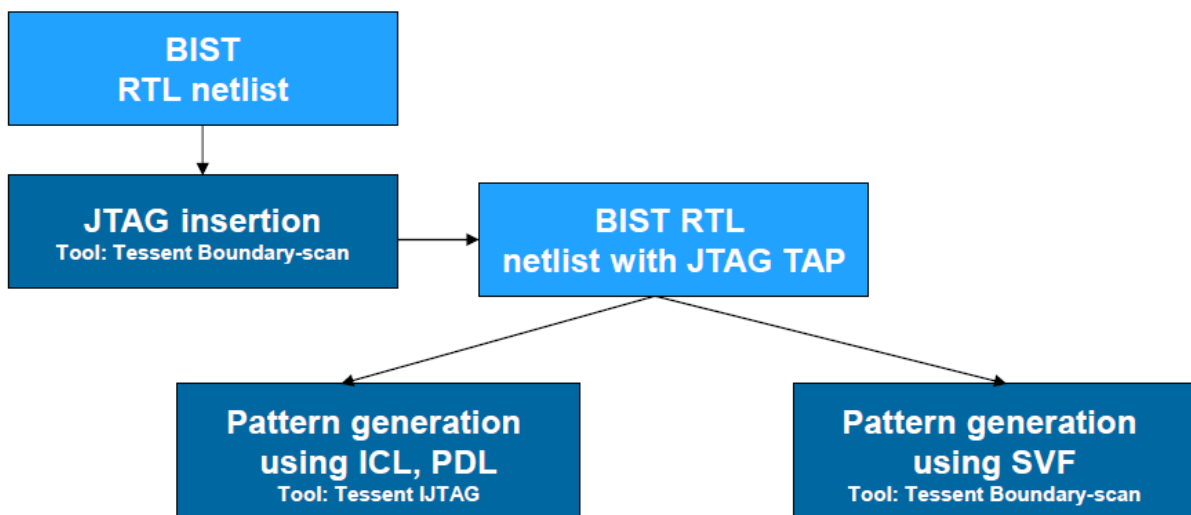 BIST
RTL netlist
JTAG insertion
Tool: Tessent Boundary-scan
BIST RTL
netlist with JTAG TAP
Pattern generation
using ICL, PDL
Tool: Tessent IJTAG
Pattern generation
using SVF
Tool: Tessent Boundary-scan